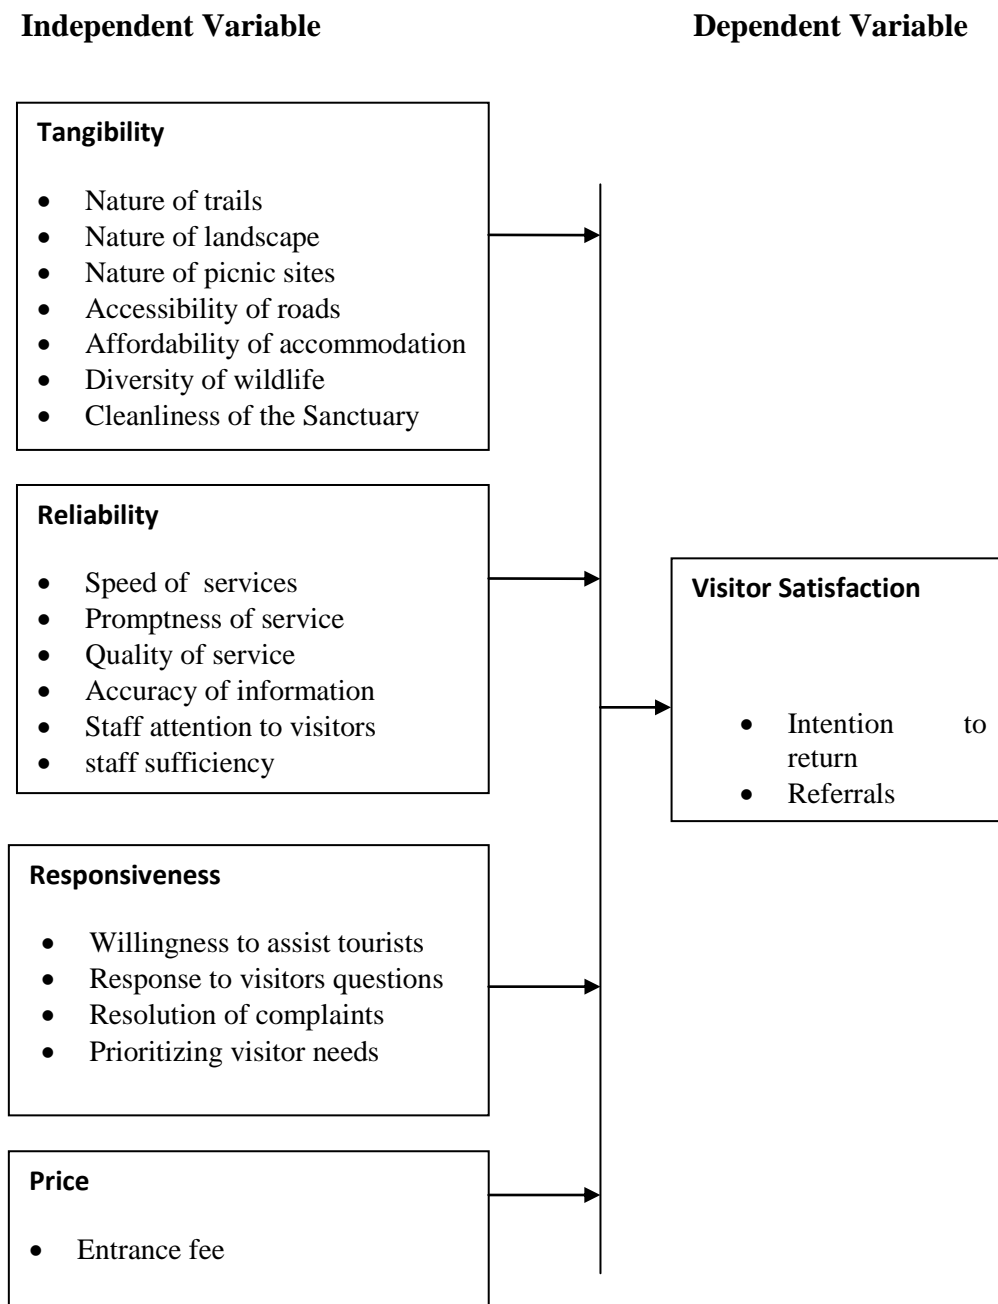 Independent Variable
Dependent Variable
Tangibility
• Nature of trails
• Nature of landscape
• Nature of picnic sites
• Accessibility of roads
• Affordability of accommodation
• Diversity of wildlife
• Cleanliness of the Sanctuary
Reliability
• Speed of services
• Promptness of service
• Quality of service
• Accuracy of information
• Staff attention to visitors
• staff sufficiency
Responsiveness
• Willingness to assist tourists
• Response to visitors questions
• Resolution of complaints
• Prioritizing visitor needs
Price
• Entrance fee
Visitor Satisfaction
• Intention to
return
• Referrals